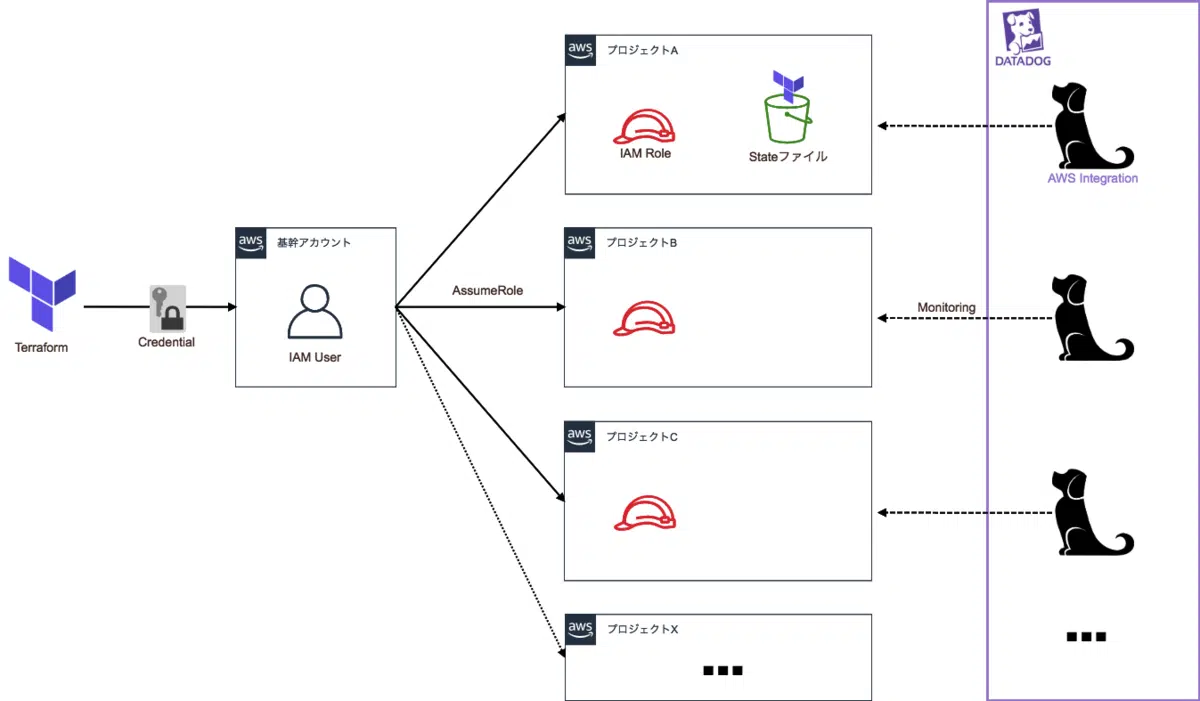 Terraform
Credential
aws
基幹アカウント
IAM User
AssumeRole
aws
プロジェクトA
IAM Role
Stateファイル
aws
プロジェクトB
aws
プロジェクトC
aws
プロジェクトX
Monitoring
DATADOG
AWS Integration